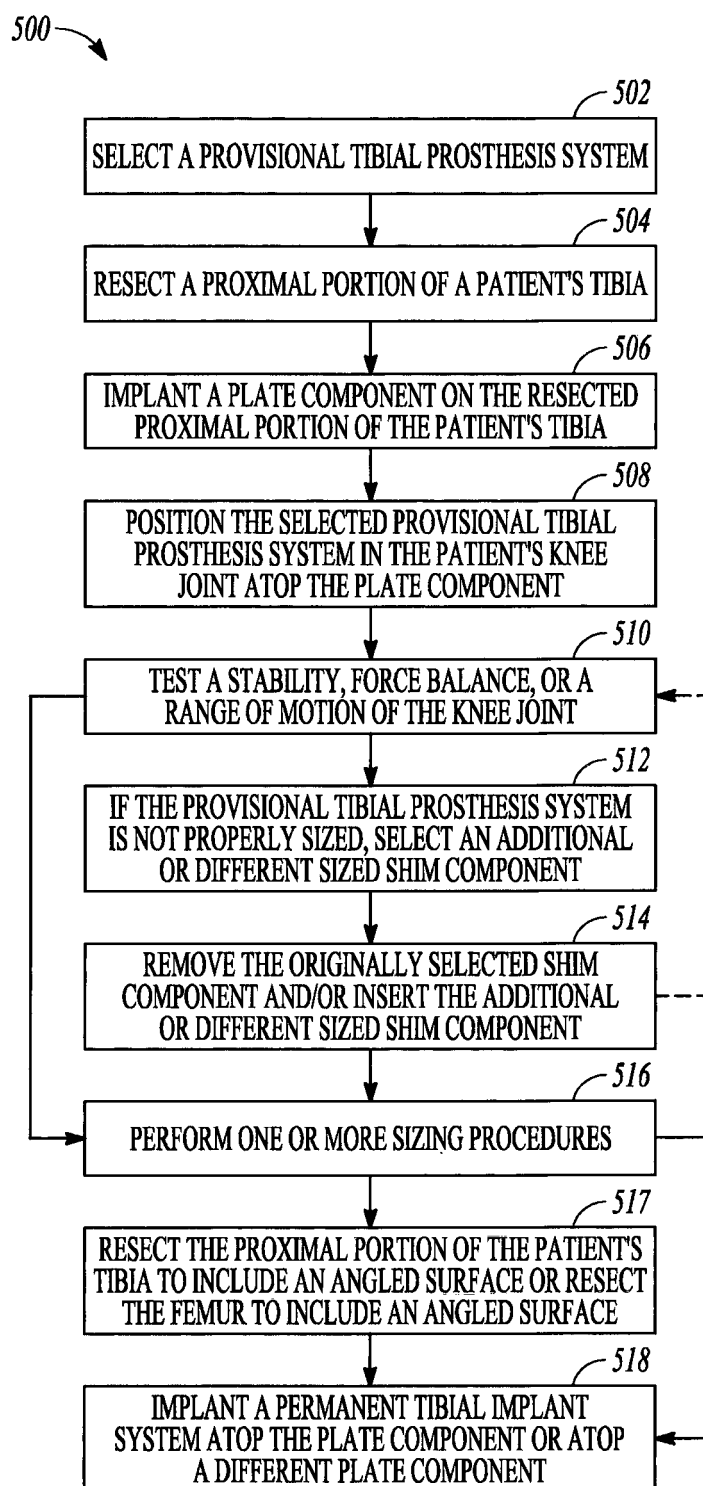 500
502
SELECT A PROVISIONAL TIBIAL PROSTHESIS SYSTEM
504
RESECT A PROXIMAL PORTION OF A PATIENT'S TIBIA
506
IMPLANT A PLATE COMPONENT ON THE RESECTED
PROXIMAL PORTION OF THE PATIENT'S TIBIA
508
POSITION THE SELECTED PROVISIONAL TIBIAL
PROSTHESIS SYSTEM IN THE PATIENT'S KNEE
JOINT ATOP THE PLATE COMPONENT
510
TEST A STABILITY, FORCE BALANCE, OR A
RANGE OF MOTION OF THE KNEE JOINT
512
IF THE PROVISIONAL TIBIAL PROSTHESIS SYSTEM
IS NOT PROPERLY SIZED, SELECT AN ADDITIONAL
OR DIFFERENT SIZED SHIM COMPONENT
514
REMOVE THE ORIGINALLY SELECTED SHIM
COMPONENT AND/OR INSERT THE ADDITIONAL
OR DIFFERENT SIZED SHIM COMPONENT
516
PERFORM ONE OR MORE SIZING PROCEDURES
517
RESECT THE PROXIMAL PORTION OF THE PATIENT'S
TIBIA TO INCLUDE AN ANGLED SURFACE OR RESECT
THE FEMUR TO INCLUDE AN ANGLED SURFACE
518
IMPLANT A PERMANENT TIBIAL IMPLANT
SYSTEM ATOP THE PLATE COMPONENT OR ATOP
A DIFFERENT PLATE COMPONENT